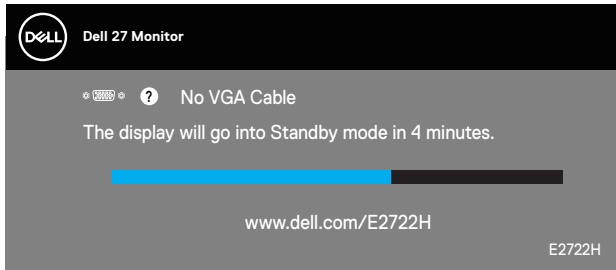 DELL
Dell 27 Monitor
? No VGA Cable
The display will go into Standby mode in 4 minutes.
www.dell.com/E2722H
E2722H